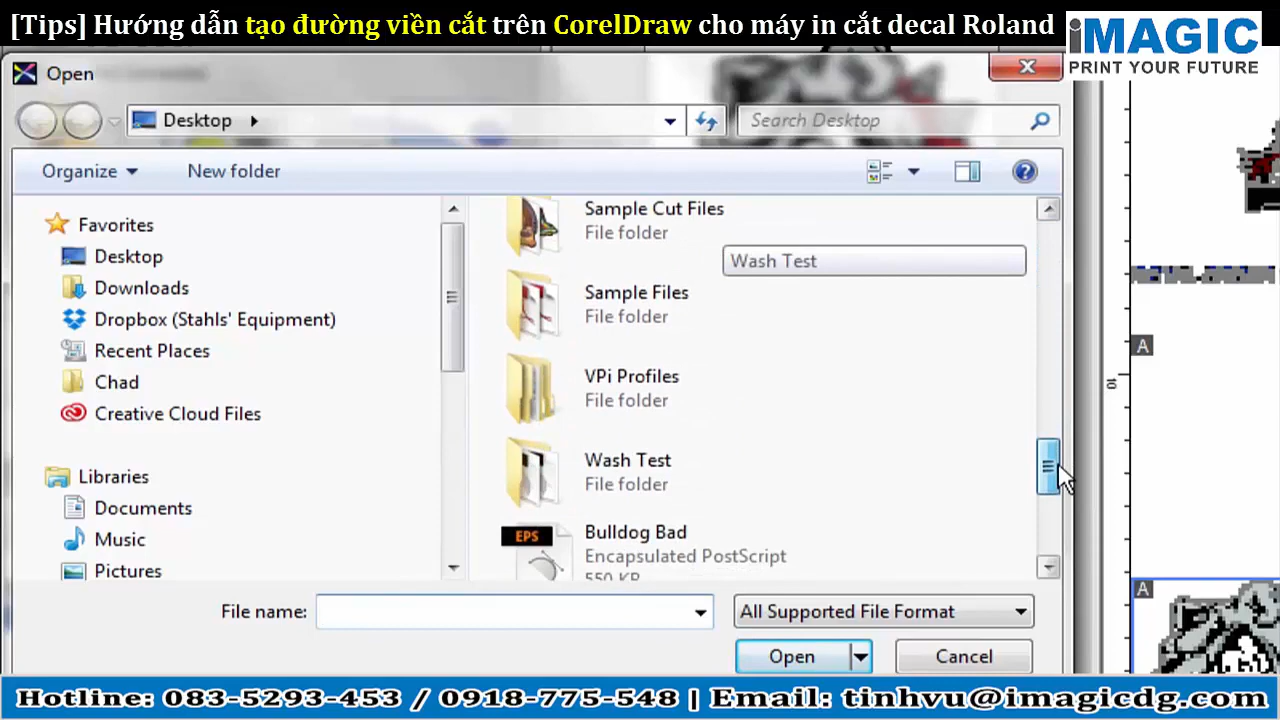 [Tips] Hướng dẫn tạo đường viền cắt trên CorelDraw cho máy in cắt decal Roland
iMAGIC
PRINT YOUR FUTURE
Open
Desktop
Search Desktop
Organize
New folder
Favorites
Desktop
Downloads
Dropbox (Stahls' Equipment)
Recent Places
Chad
Creative Cloud Files
Libraries
Documents
Music
Pictures
Sample Cut Files
File folder
Wash Test
Sample Files
File folder
VPi Profiles
File folder
Wash Test
File folder
EPS
Bulldog Bad
Encapsulated PostScript
550 KB
File name:
All Supported File Format
Open
Cancel
A
10
A
Hotline: 083-5293-453 / 0918-775-548 | Email: tinhvu@imagicdg.com